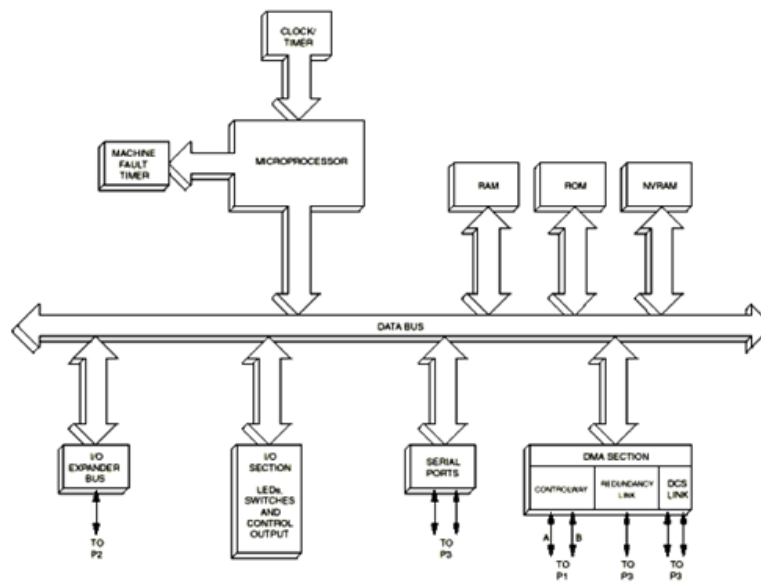 CLOCK/
TIMER
MACHINE
FAULT
TIMER
MICROPROCESSOR
RAM
ROM
NVRAM
DATA BUS
I/O
EXPANDER
BUS
TO
P2
I/O
SECTION
LEDs,
SWITCHES
AND
CONTROL
OUTPUT
SERIAL
PORTS
TO
P3
DMA SECTION
CONTROLWAY
REDUNDANCY
LINK
DCS
LINK
A
B
TO
P1
TO
P3
TO
P3